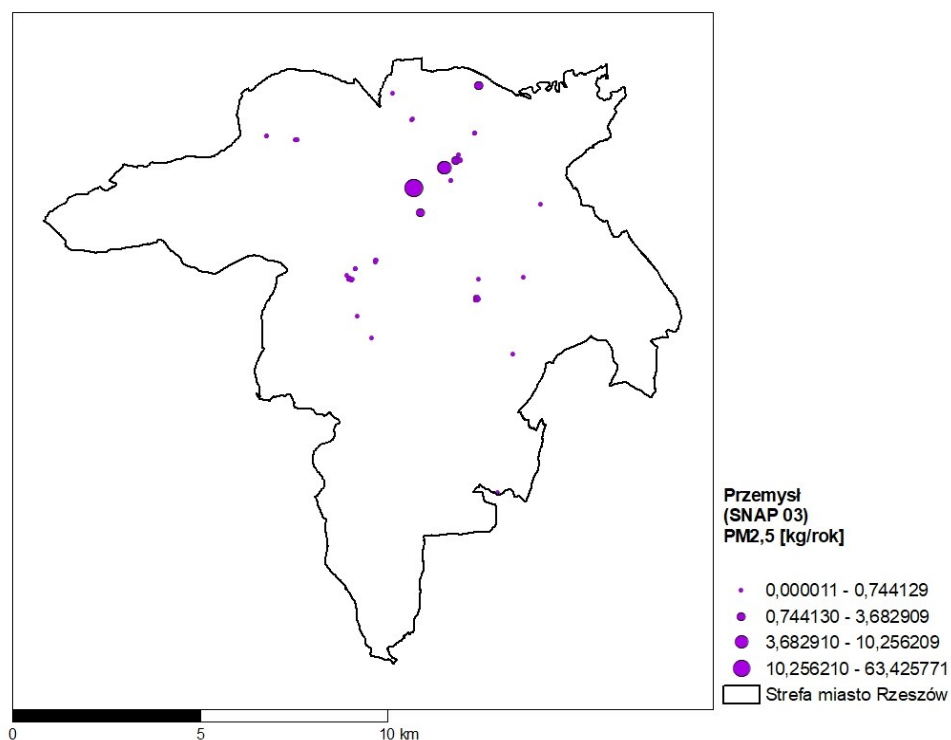 Przemysł
(SNAP 03)
PM2,5 [kg/rok]
0,000011 - 0,744129
0,744130 - 3,682909
3,682910 - 10,256209
10,256210 - 63,425771
Strefa miasto Rzeszów
0 5 10 km